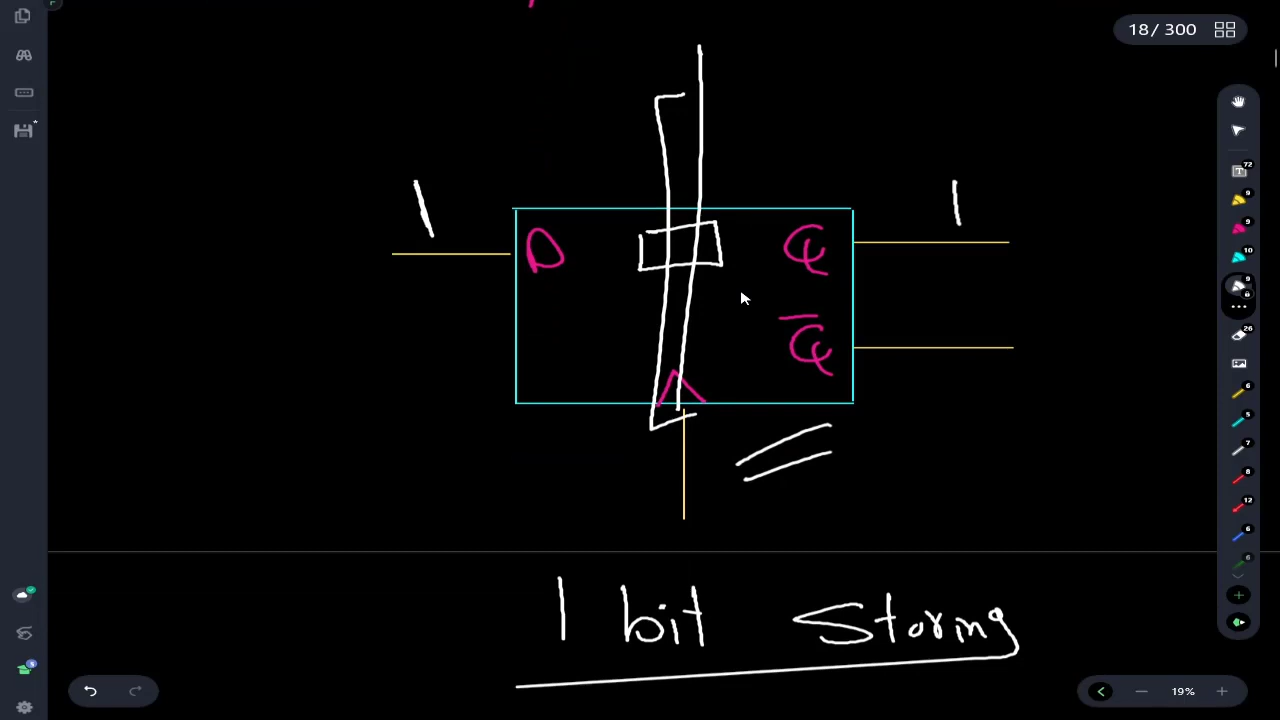 18/ 300
1 1
D Q
Q̅
1 bit storing
19%